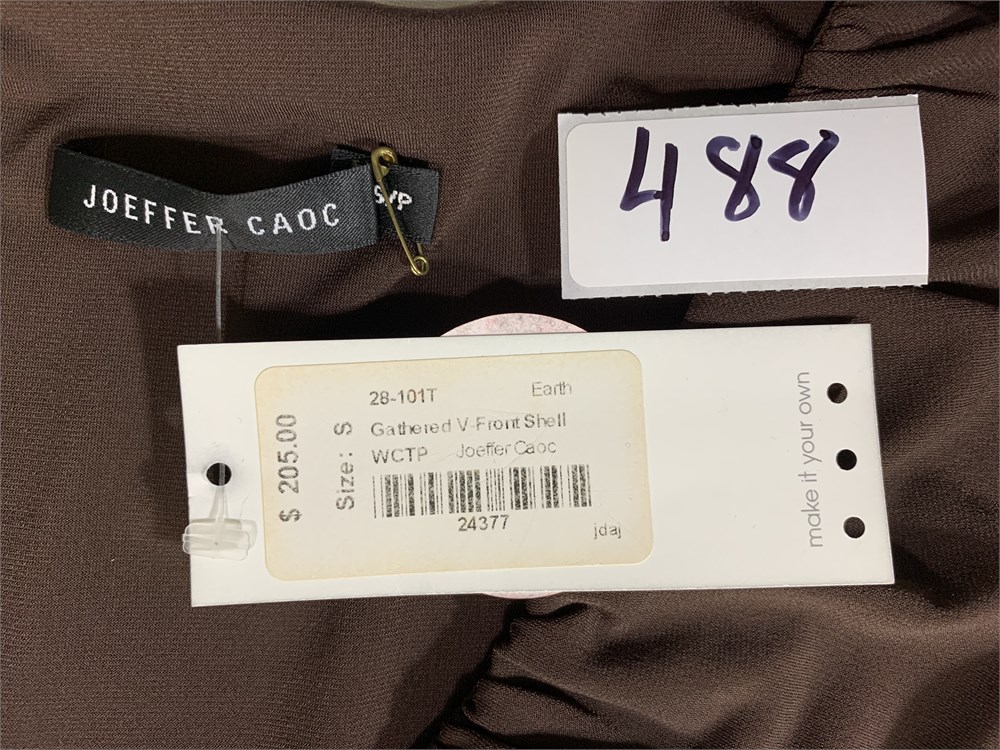 JOEFFER CAOC
S/P
488
28-101T Earth
Gathered V-Front Shell
WCTP Joeffer Caoc
24377
jdaj
$ 205.00
Size: S
make it your own